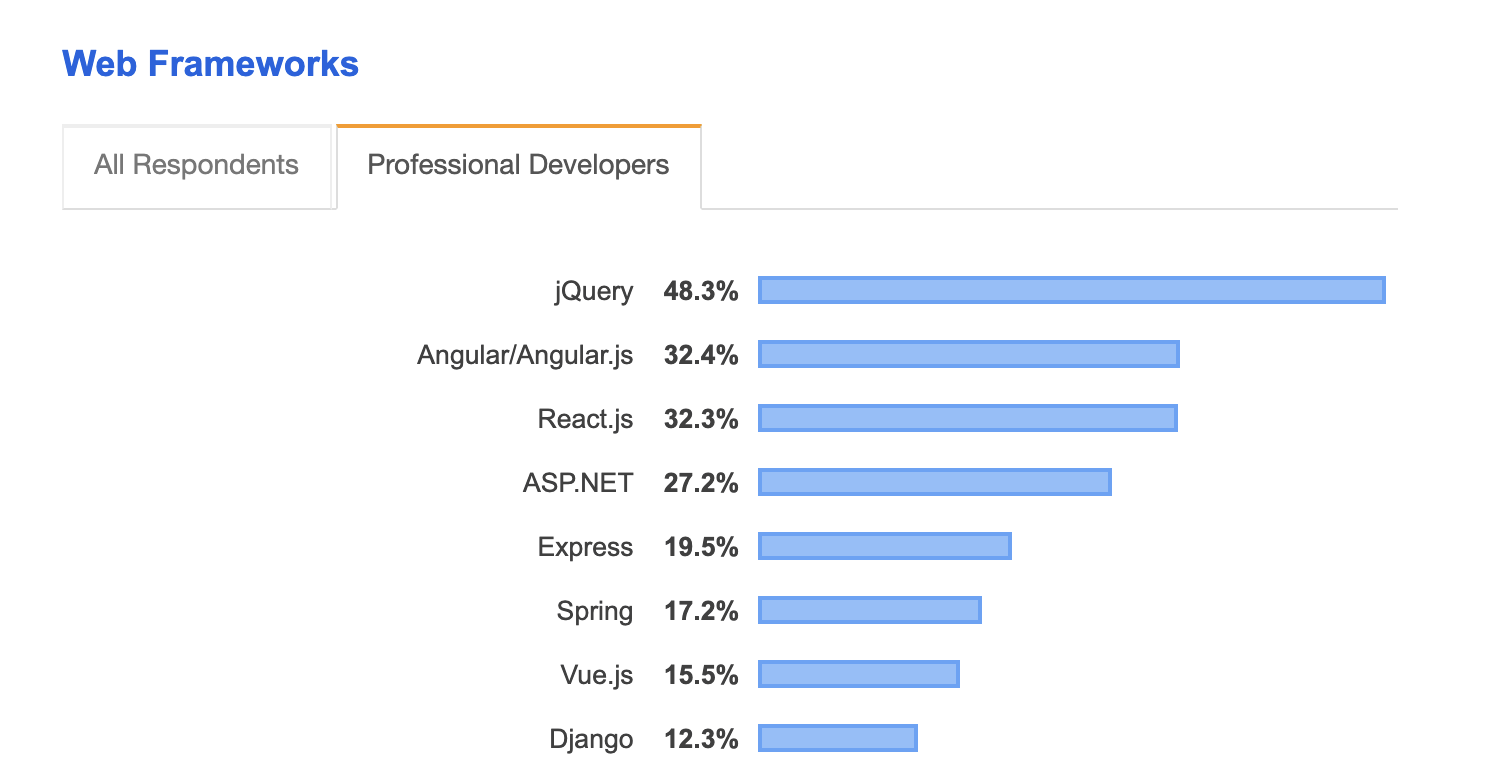 Web Frameworks
All Respondents Professional Developers
jQuery 48.3%
Angular/Angular.js 32.4%
React.js 32.3%
ASP.NET 27.2%
Express 19.5%
Spring 17.2%
Vue.js 15.5%
Django 12.3%